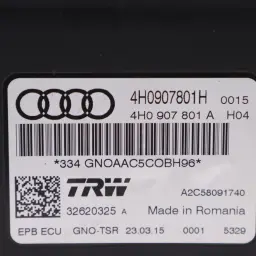 4H0907801H 0015
4H0 907 801 A H04
*334 GNOAAC5COBH96*
TRW
A2C58091740
32620325 A Made in Romania
EPB ECU GNO-TSR 23.03.15 0001 5329